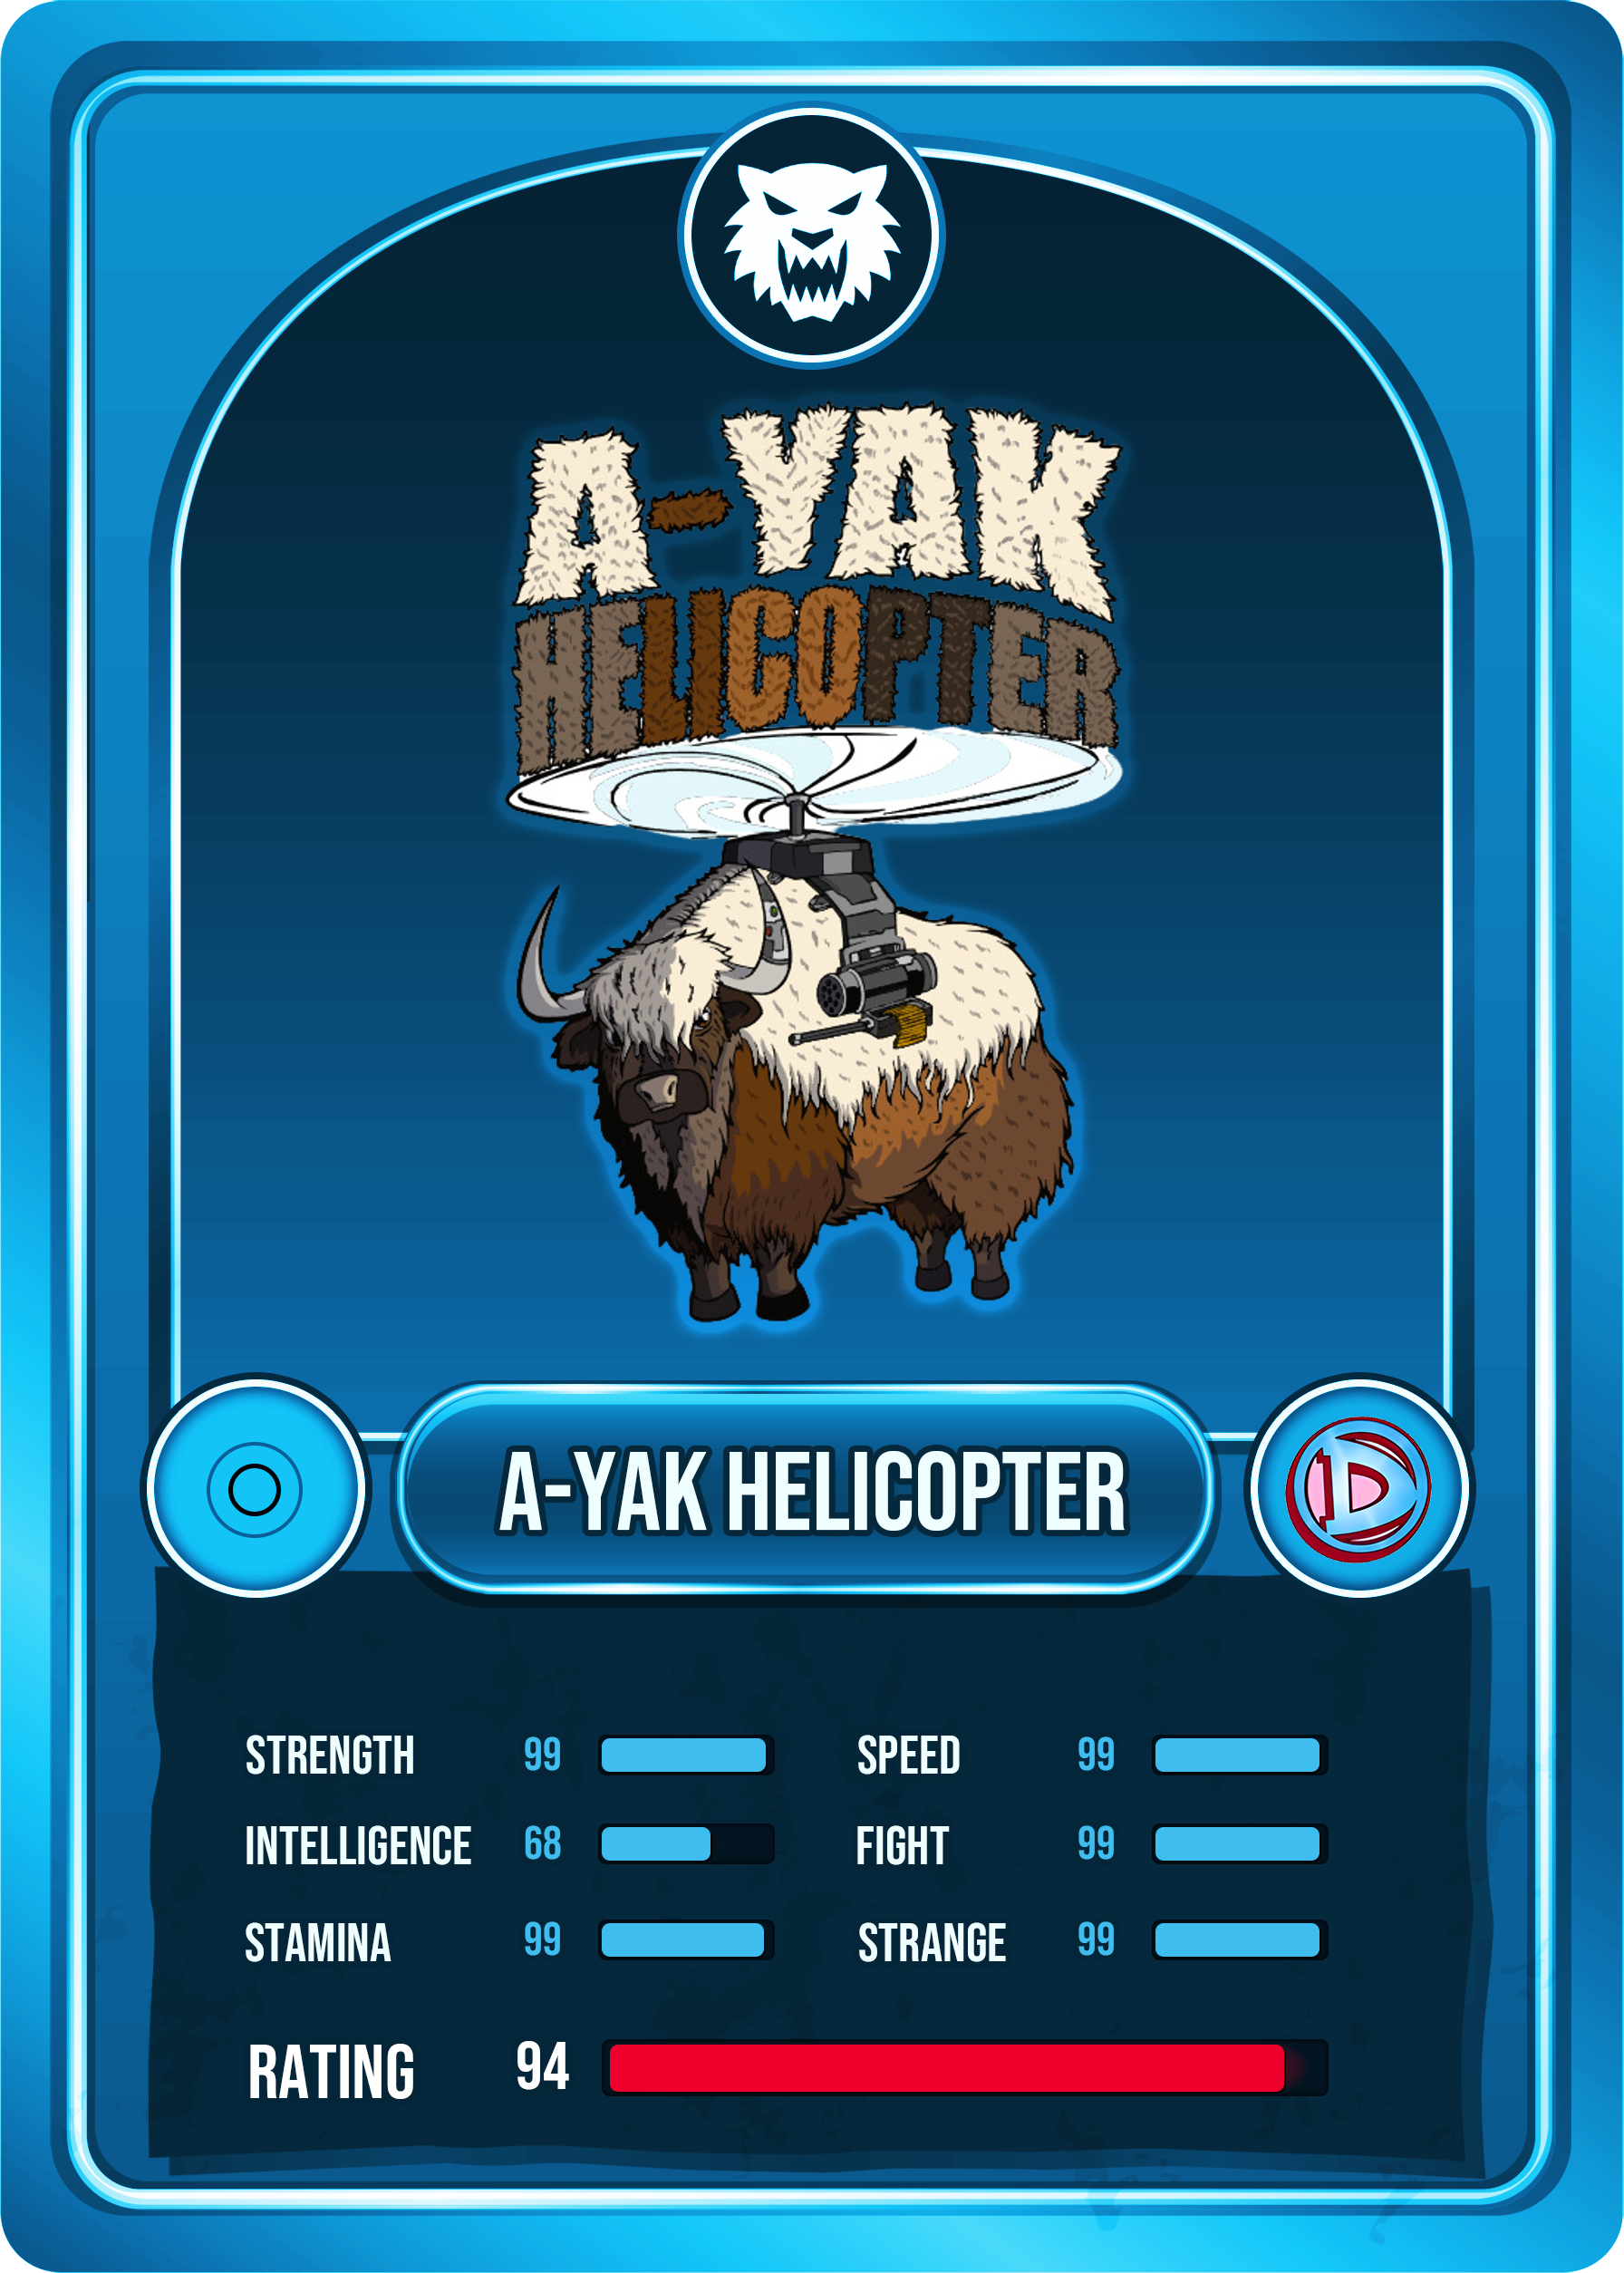 A-YAK
HELICOPTER
A-YAK HELICOPTER
D
STRENGTH 99 SPEED 99
INTELLIGENCE 68 FIGHT 99
STAMINA 99 STRANGE 99
RATING 94